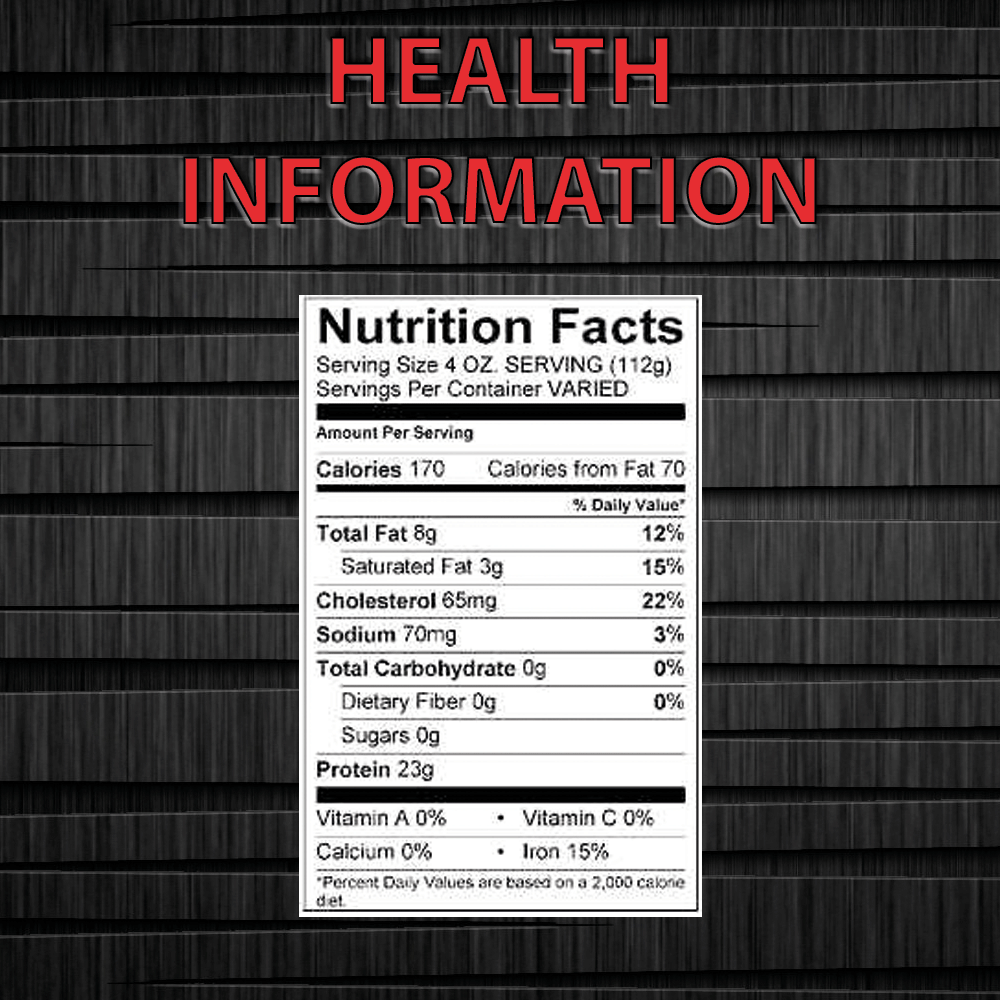 HEALTH
INFORMATION
Nutrition Facts
Serving Size 4 OZ. SERVING (112g)
Servings Per Container VARIED
Amount Per Serving
Calories 170 Calories from Fat 70
% Daily Value*
Total Fat 8g 12%
Saturated Fat 3g 15%
Cholesterol 65mg 22%
Sodium 70mg 3%
Total Carbohydrate 0g 0%
Dietary Fiber 0g 0%
Sugars 0g
Protein 23g
Vitamin A 0% • Vitamin C 0%
Calcium 0% • Iron 15%
*Percent Daily Values are based on a 2,000 calorie
diet.